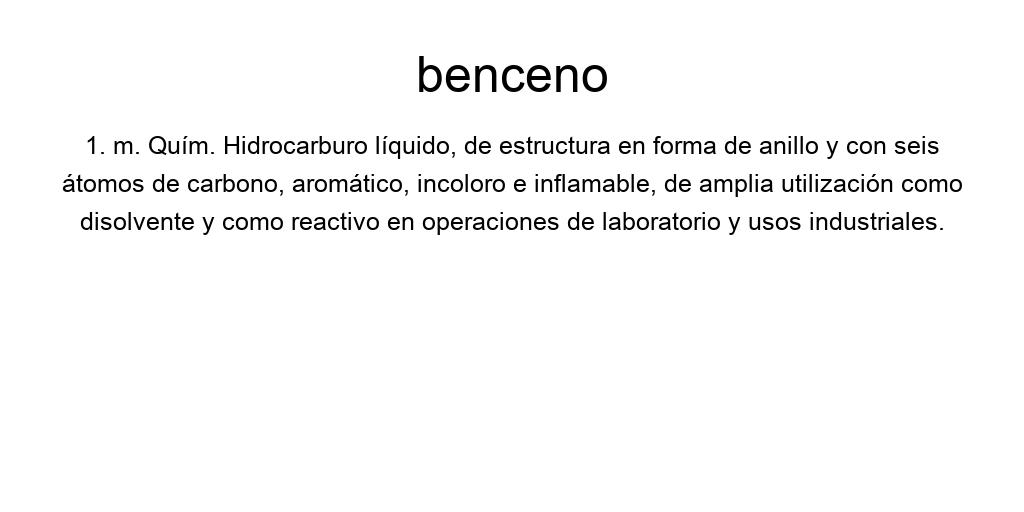 benceno
1. m. Quím. Hidrocarburo líquido, de estructura en forma de anillo y con seis
átomos de carbono, aromático, incoloro e inflamable, de amplia utilización como
disolvente y como reactivo en operaciones de laboratorio y usos industriales.